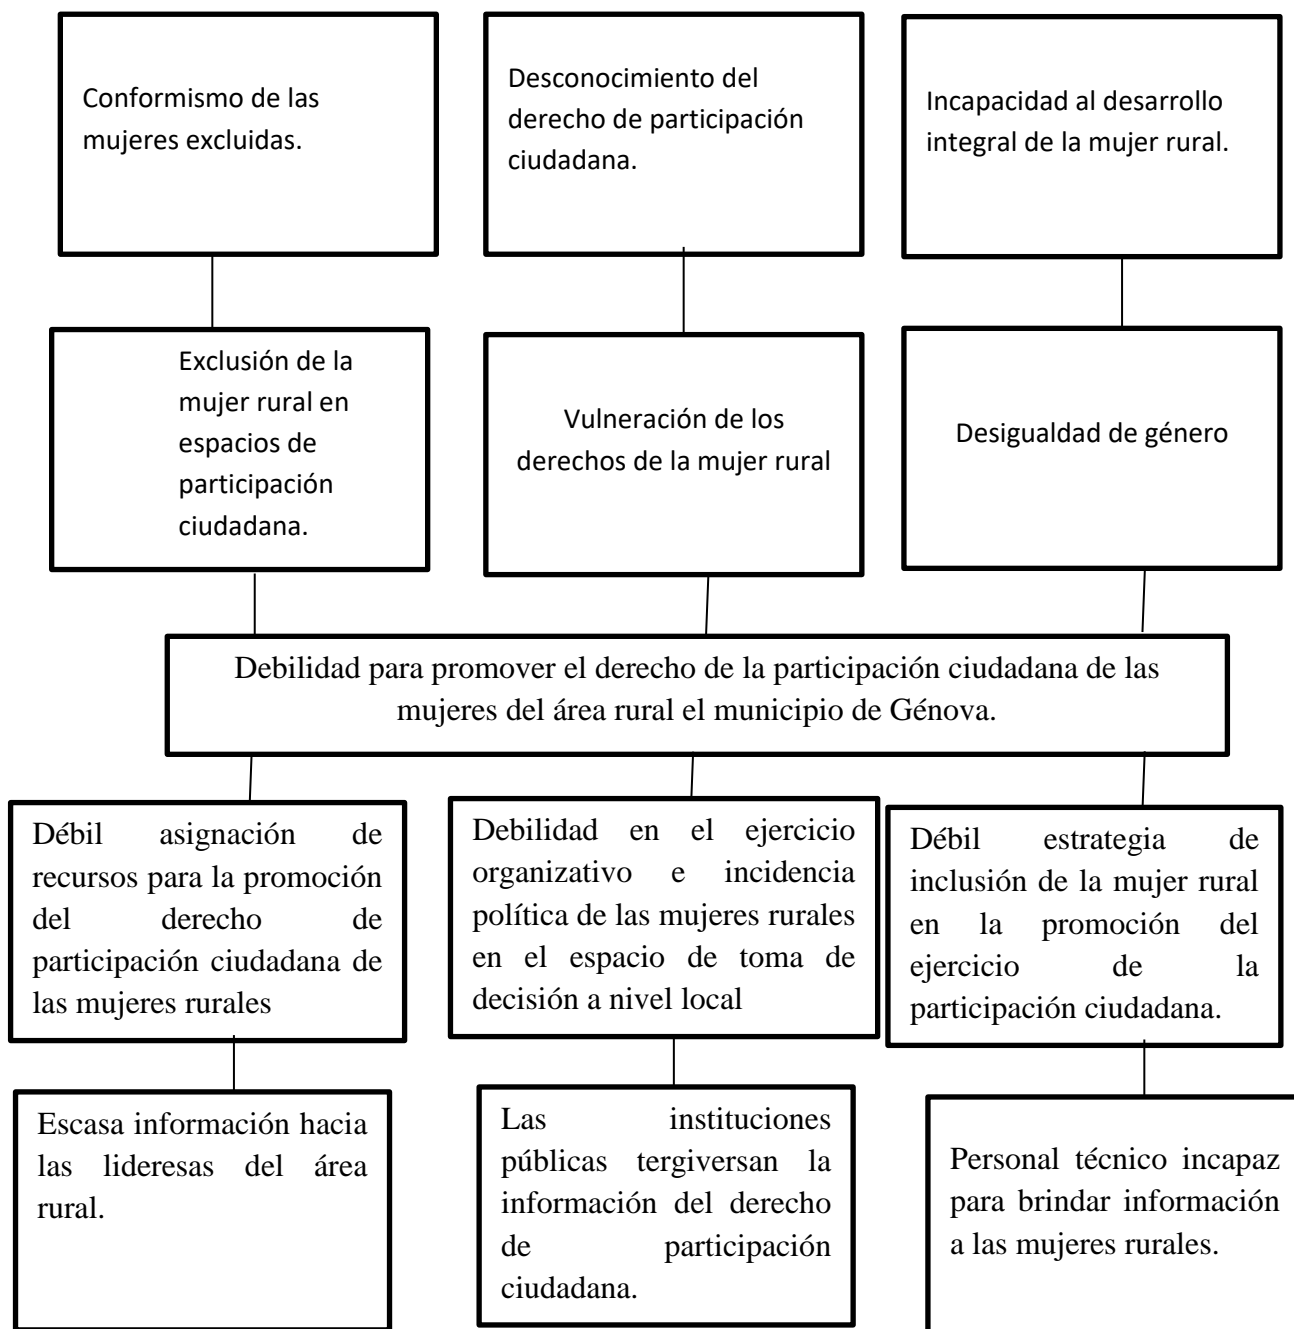 Conformismo de las
mujeres excluidas.
Desconocimiento del
derecho de participación
ciudadana.
Incapacidad al desarrollo
integral de la mujer rural.
Exclusión de la
mujer rural en
espacios de
participación
ciudadana.
Vulneración de los
derechos de la mujer rural
Desigualdad de género
Debilidad para promover el derecho de la participación ciudadana de las
mujeres del área rural el municipio de Génova.
Débil asignación de
recursos para la promoción
del derecho de
participación ciudadana de
las mujeres rurales
Debilidad en el ejercicio
organizativo e incidencia
política de las mujeres rurales
en el espacio de toma de
decisión a nivel local
Débil estrategia de
inclusión de la mujer rural
en la promoción del
ejercicio de la
participación ciudadana.
Escasa información hacia
las lideresas del área
rural.
Las instituciones
públicas tergiversan la
información del derecho
de participación
ciudadana.
Personal técnico incapaz
para brindar información
a las mujeres rurales.